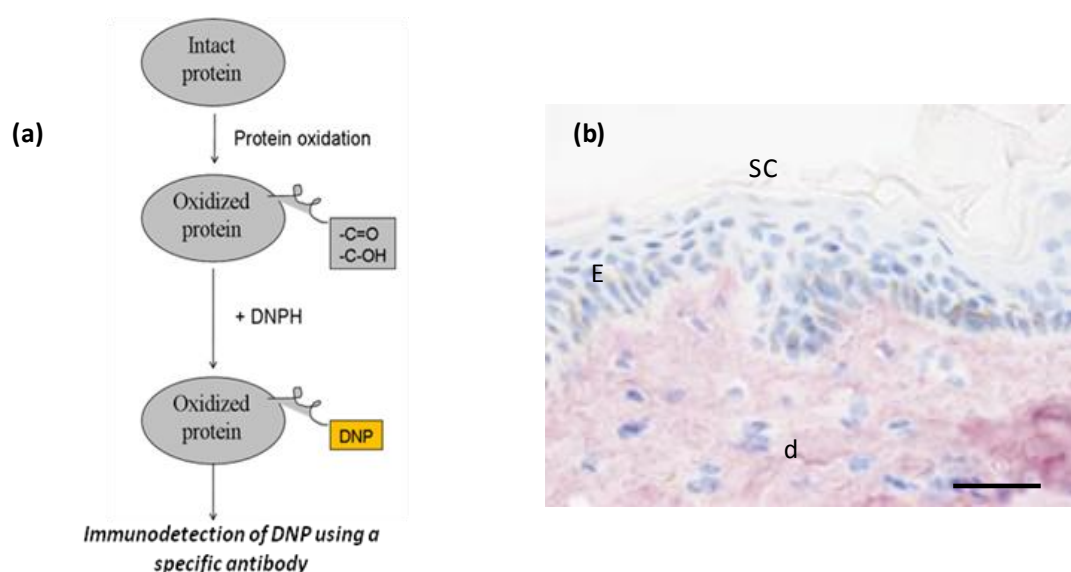 (a)
Intact
protein
Protein oxidation
Oxidized
protein
-C=O
-C-OH
+ DNPH
Oxidized
protein
DNP
Immunodetection of DNP using a
specific antibody
(b)
SC
E
d